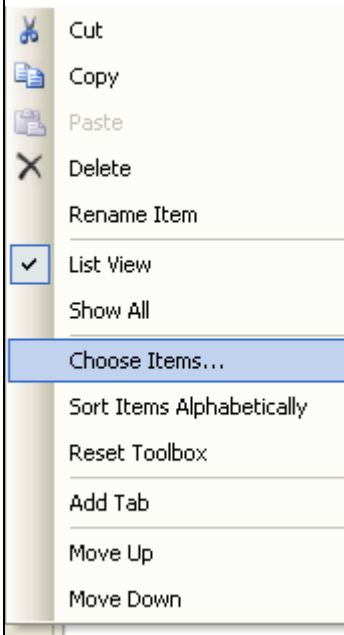 Cut
Copy
Paste
Delete
Rename Item
List View
Show All
Choose Items...
Sort Items Alphabetically
Reset Toolbox
Add Tab
Move Up
Move Down